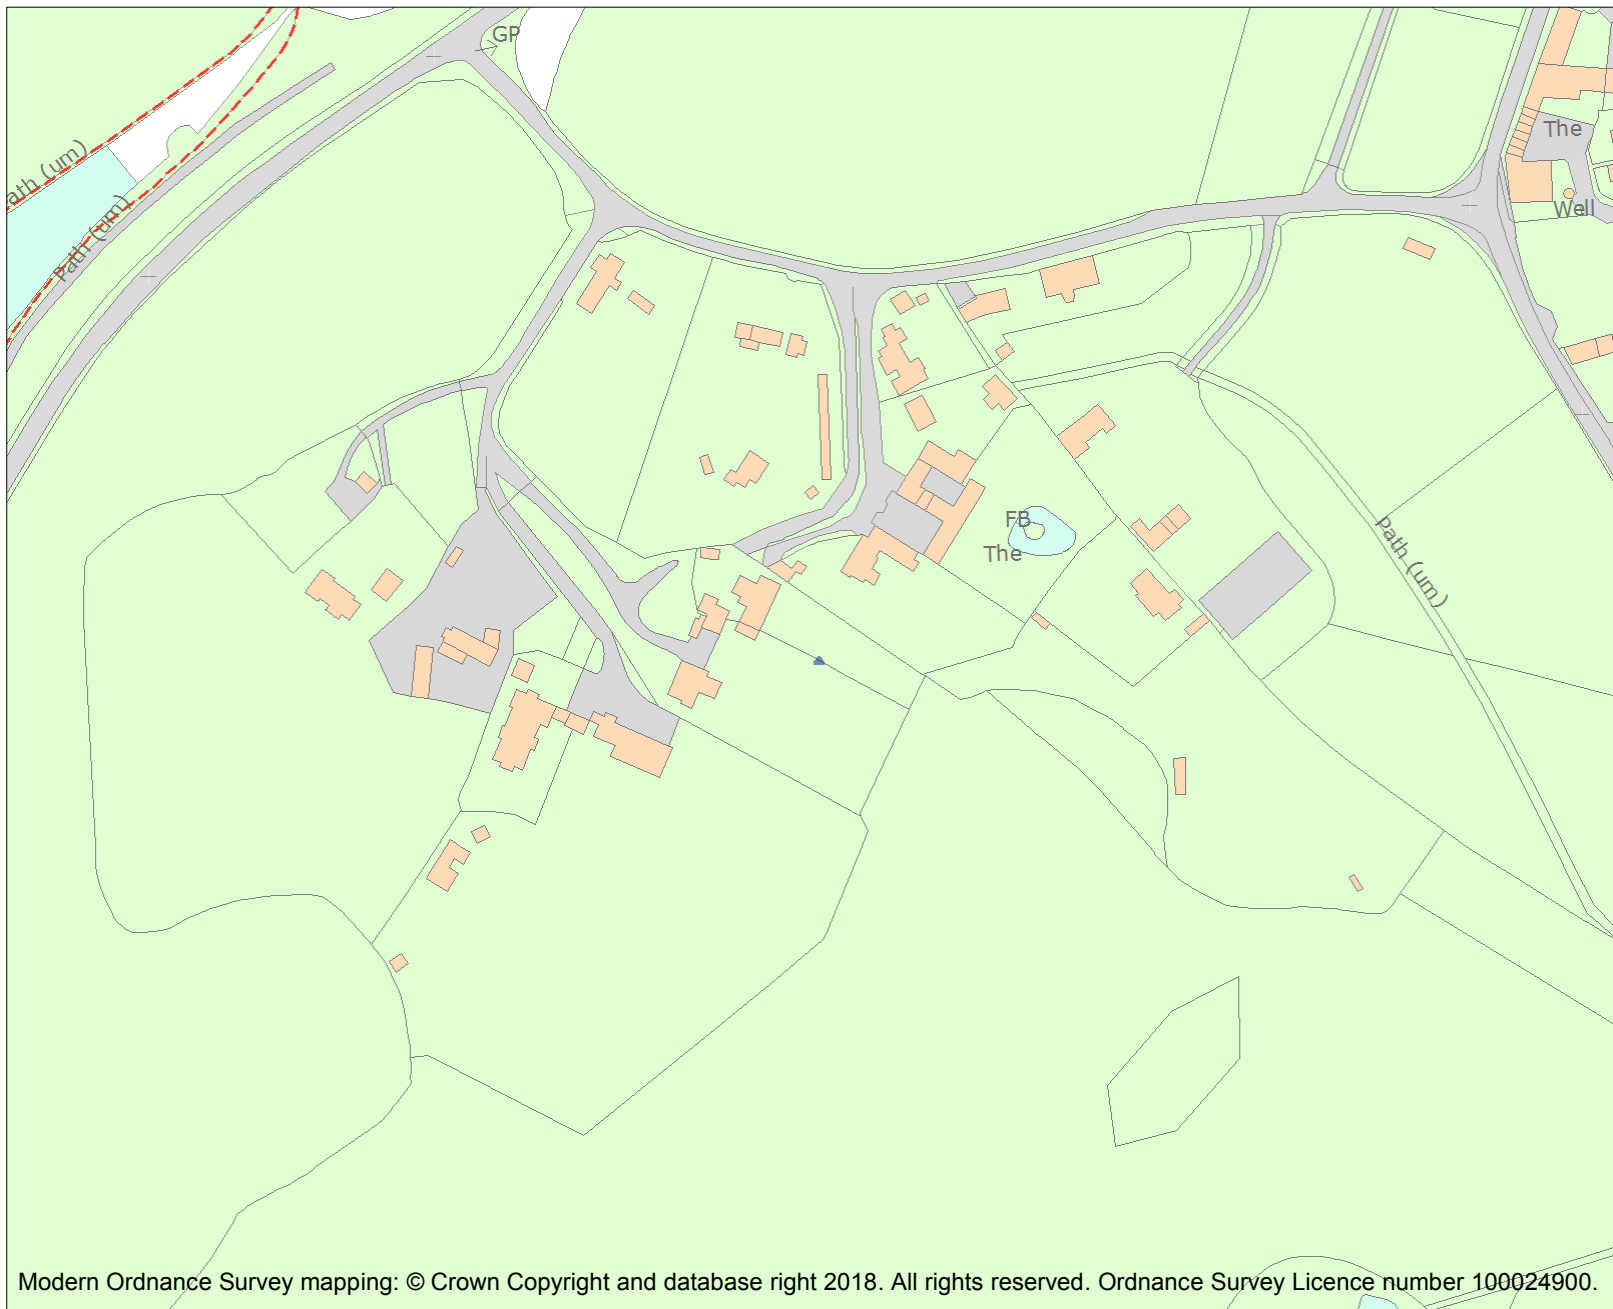 GP
The
ath (um)
Well
Path (um)
FB
The
Path (um)
Modern Ordnance Survey mapping: © Crown Copyright and database right 2018. All rights reserved. Ordnance Survey Licence number 100024900.